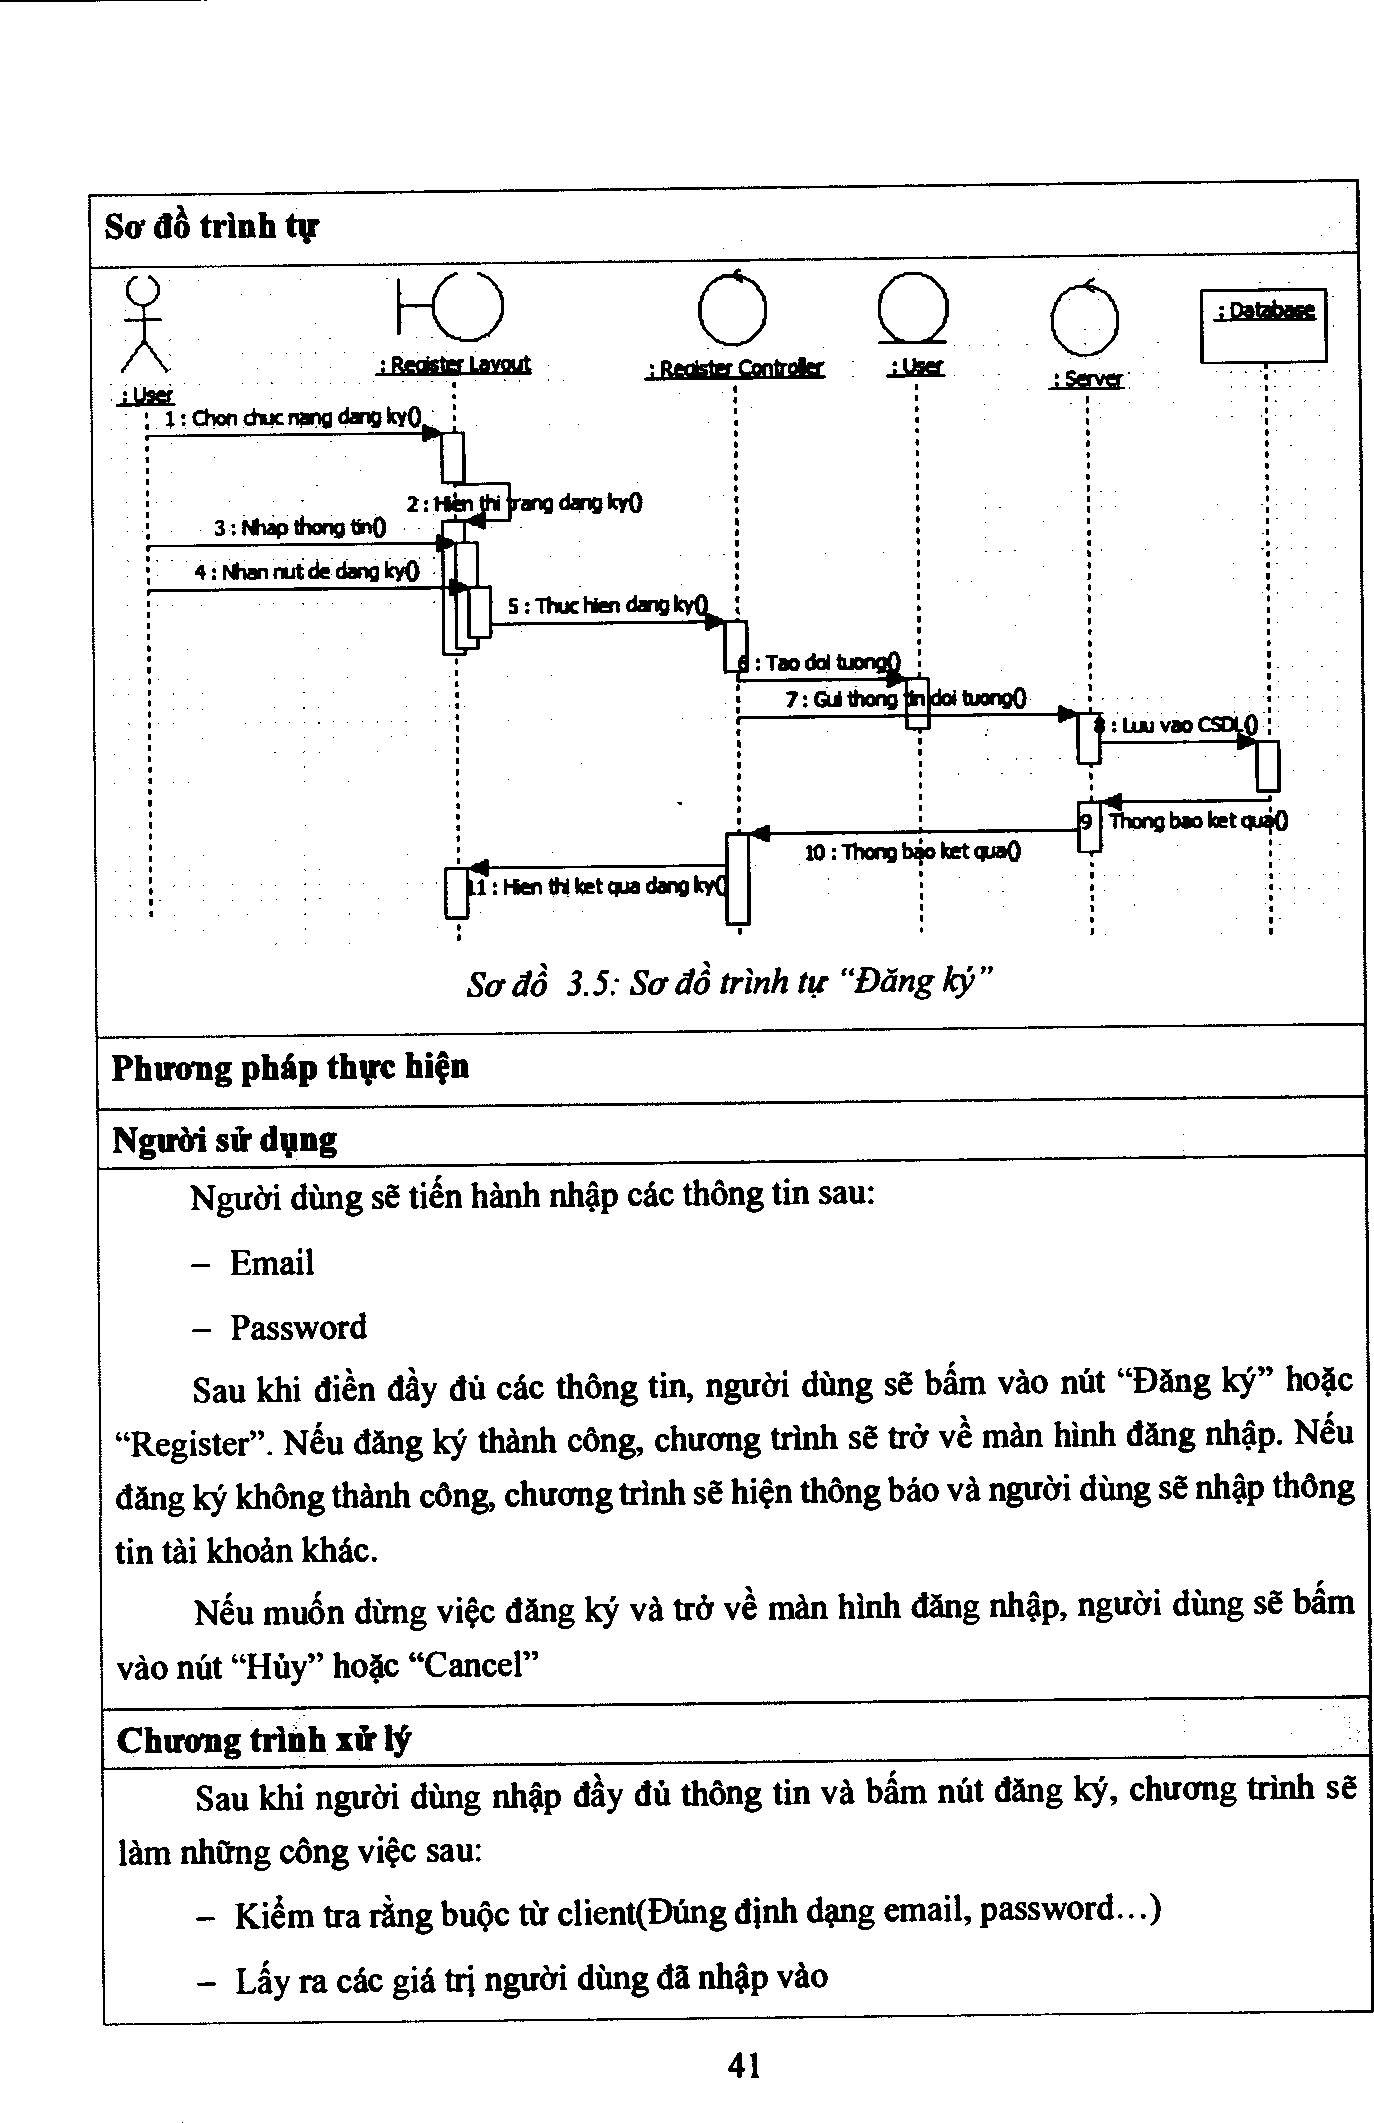 Sơ đồ trình tự
: User
: Register Layout
: Register Controller
: User
: Server
: Database
1 : Chon chuc nang dang ky()
2 : Hien thi trang dang ky()
3 : Nhap thong tin()
4 : Nhan nut de dang ky()
5 : Thuc hien dang ky()
6 : Tao doi tuong()
7 : Gui thong tin doi tuong()
8 : Luu vao CSDL()
9 : Thong bao ket qua()
10 : Thong bao ket qua()
11 : Hien thi ket qua dang ky()
Sơ đồ 3.5: Sơ đồ trình tự “Đăng ký”
Phương pháp thực hiện
Người sử dụng
Người dùng sẽ tiến hành nhập các thông tin sau:
– Email
– Password
Sau khi điền đầy đủ các thông tin, người dùng sẽ bấm vào nút “Đăng ký” hoặc
“Register”. Nếu đăng ký thành công, chương trình sẽ trở về màn hình đăng nhập. Nếu
đăng ký không thành công, chương trình sẽ hiện thông báo và người dùng sẽ nhập thông
tin tài khoản khác.
Nếu muốn dừng việc đăng ký và trở về màn hình đăng nhập, người dùng sẽ bấm
vào nút “Hủy” hoặc “Cancel”
Chương trình xử lý
Sau khi người dùng nhập đầy đủ thông tin và bấm nút đăng ký, chương trình sẽ
làm những công việc sau:
– Kiểm tra rằng buộc từ client(Đúng định dạng email, password…)
– Lấy ra các giá trị người dùng đã nhập vào
41